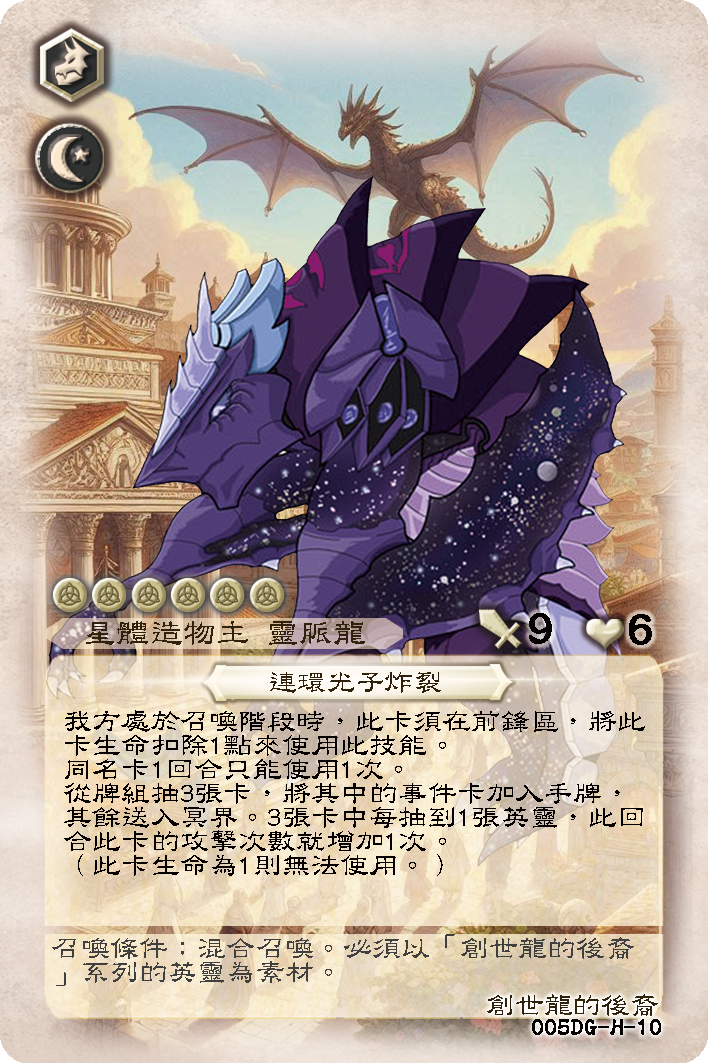 星體造物主 靈脈龍
9
6
連環光子炸裂
我方處於召喚階段時，此卡須在前鋒區，將此
卡生命扣除1點來使用此技能。
同名卡1回合只能使用1次。
從牌組抽3張卡，將其中的事件卡加入手牌，
其餘送入冥界。3張卡中每抽到1張英靈，此回
合此卡的攻擊次數就增加1次。
（此卡生命為1則無法使用。）
召喚條件：混合召喚。必須以「創世龍的後裔
」系列的英靈為素材。
創世龍的後裔
005DG-H-10